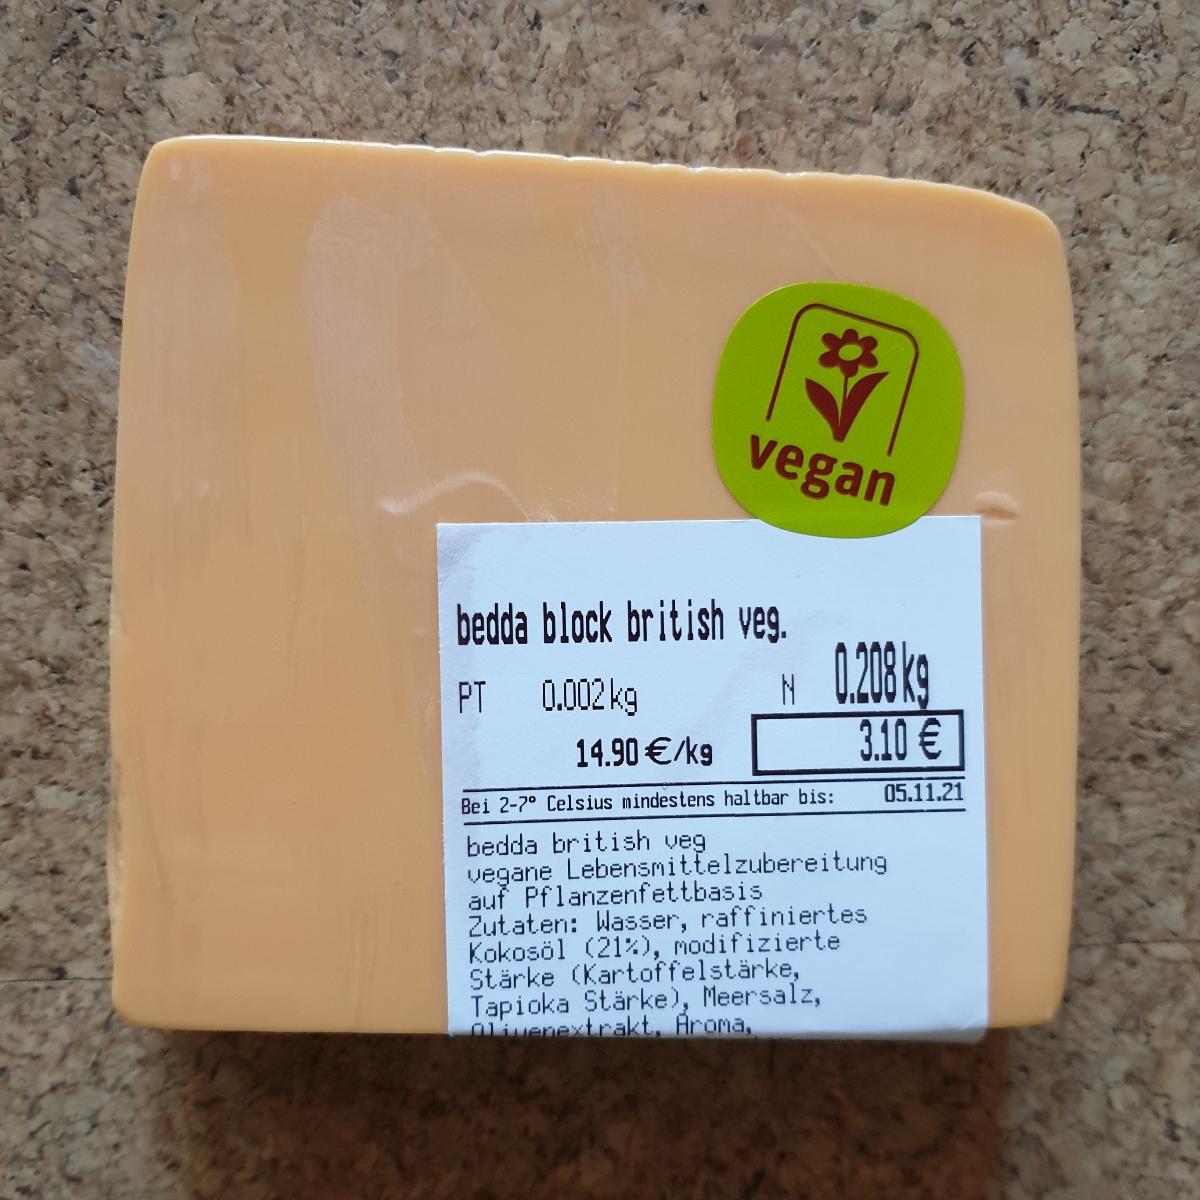 vegan
bedda block british veg.
PT 0.002kg N 0.208kg
14.90 €/kg 3.10 €
Bei 2-7° Celsius mindestens haltbar bis: 05.11.21
bedda british veg
vegane Lebensmittelzubereitung
auf Pflanzenfettbasis
Zutaten: Wasser, raffiniertes
Kokosöl (21%), modifizierte
Stärke (Kartoffelstärke,
Tapioka Stärke), Meersalz,
Olivenextrakt, Aroma,